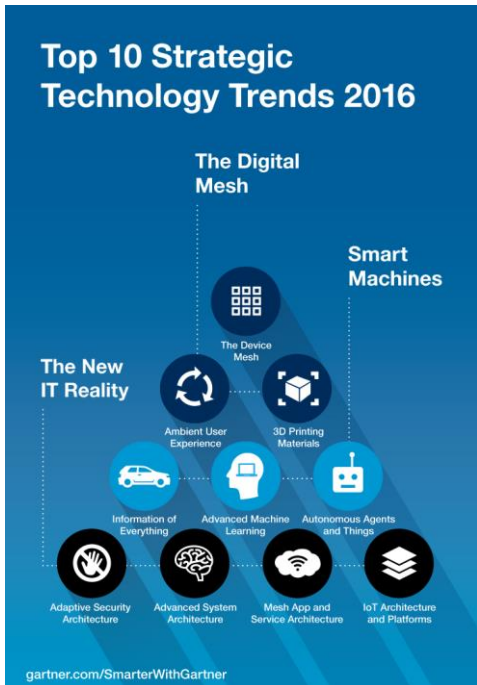 Top 10 Strategic
Technology Trends 2016
The Digital
Mesh
Smart
Machines
The Device
Mesh
The New
IT Reality
Ambient User
Experience
3D Printing
Materials
Information of
Everything
Advanced Machine
Learning
Autonomous Agents
and Things
Adaptive Security
Architecture
Advanced System
Architecture
Mesh App and
Service Architecture
IoT Architecture
and Platforms
gartner.com/SmarterWithGartner